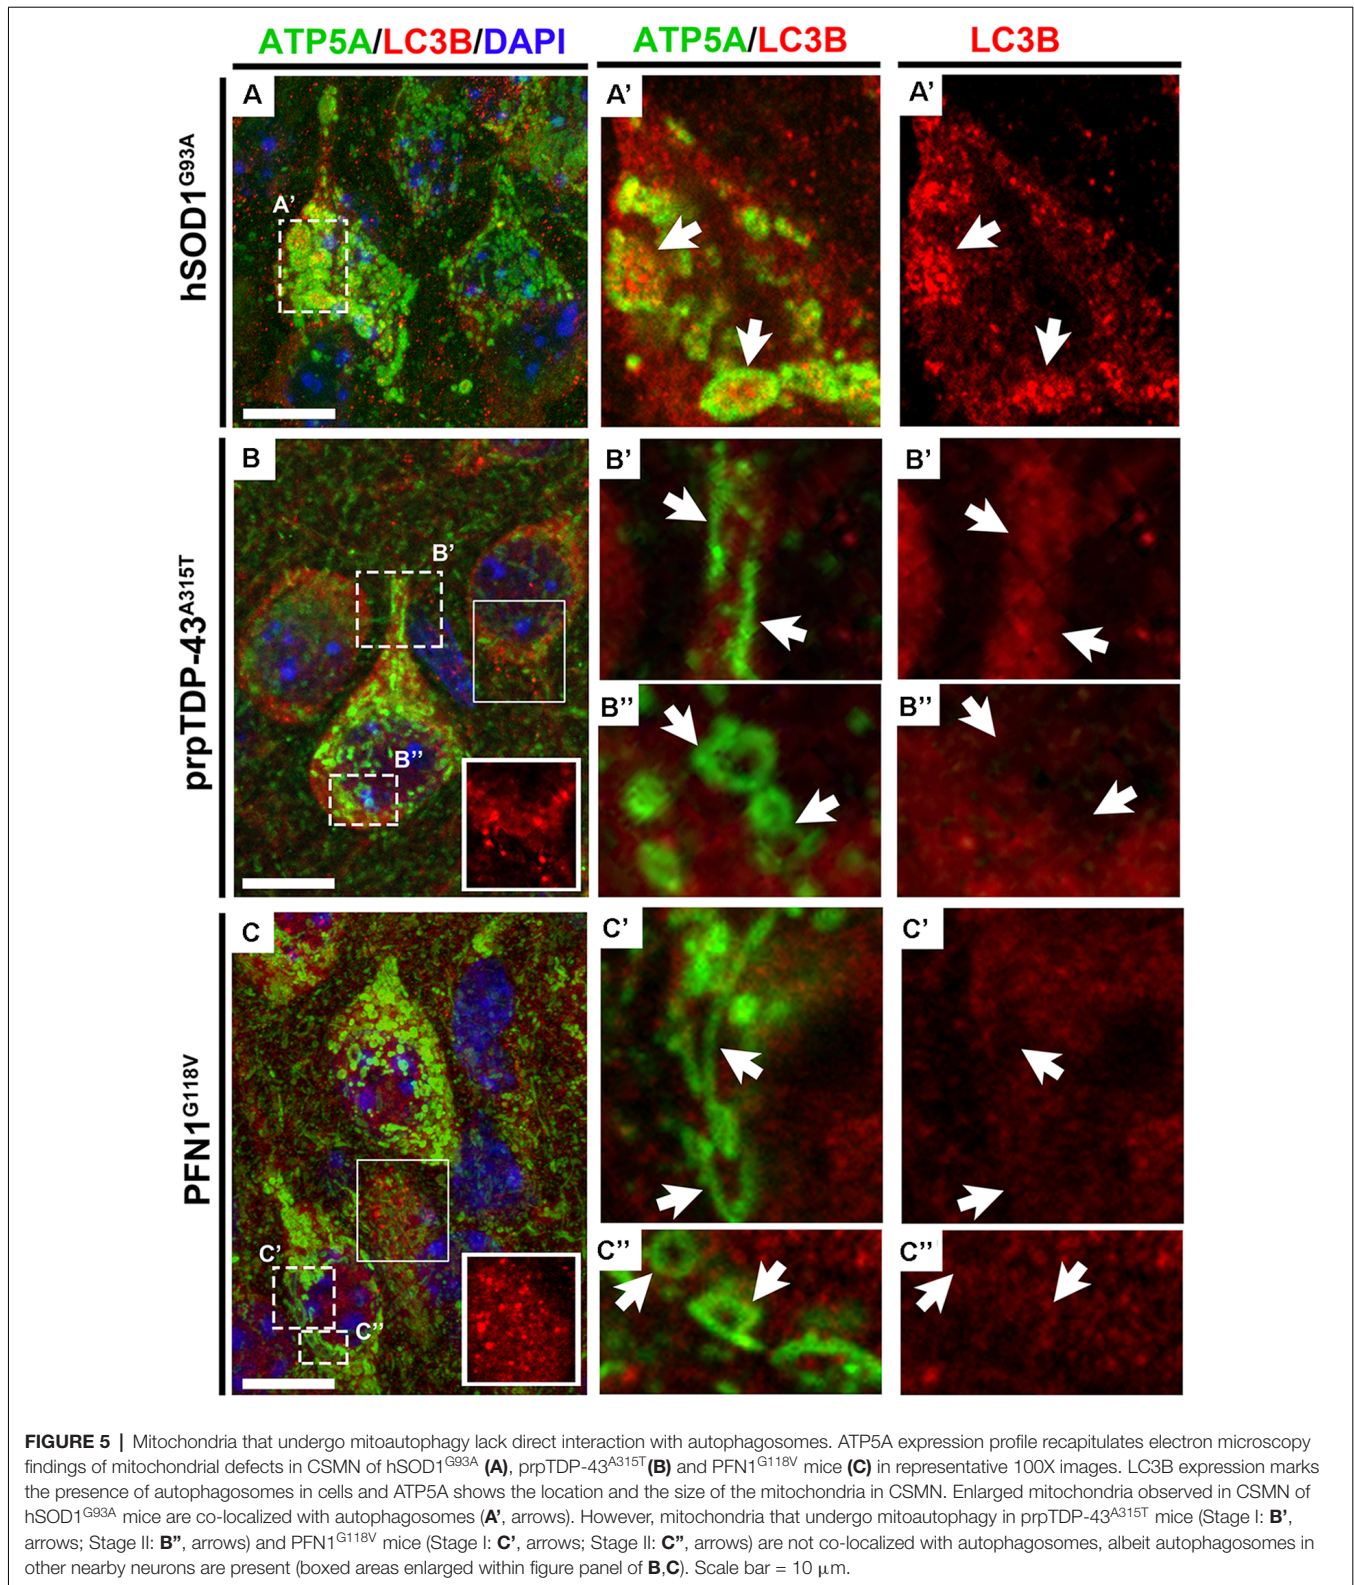 ATP5A/LC3B/DAPI
ATP5A/LC3B
LC3B
hSOD1G93A
A
A'
A'
A'
prpTDP-43A315T
B
B'
B''
B'
B'
B''
B''
PFN1G118V
C
C'
C''
C'
C'
C''
C''
FIGURE 5 | Mitochondria that undergo mitoautophagy lack direct interaction with autophagosomes. ATP5A expression profile recapitulates electron microscopy
findings of mitochondrial defects in CSMN of hSOD1G93A (A), prpTDP-43A315T(B) and PFN1G118V mice (C) in representative 100X images. LC3B expression marks
the presence of autophagosomes in cells and ATP5A shows the location and the size of the mitochondria in CSMN. Enlarged mitochondria observed in CSMN of
hSOD1G93A mice are co-localized with autophagosomes (A', arrows). However, mitochondria that undergo mitoautophagy in prpTDP-43A315T mice (Stage I: B',
arrows; Stage II: B”, arrows) and PFN1G118V mice (Stage I: C', arrows; Stage II: C”, arrows) are not co-localized with autophagosomes, albeit autophagosomes in
other nearby neurons are present (boxed areas enlarged within figure panel of B,C). Scale bar = 10 μm.